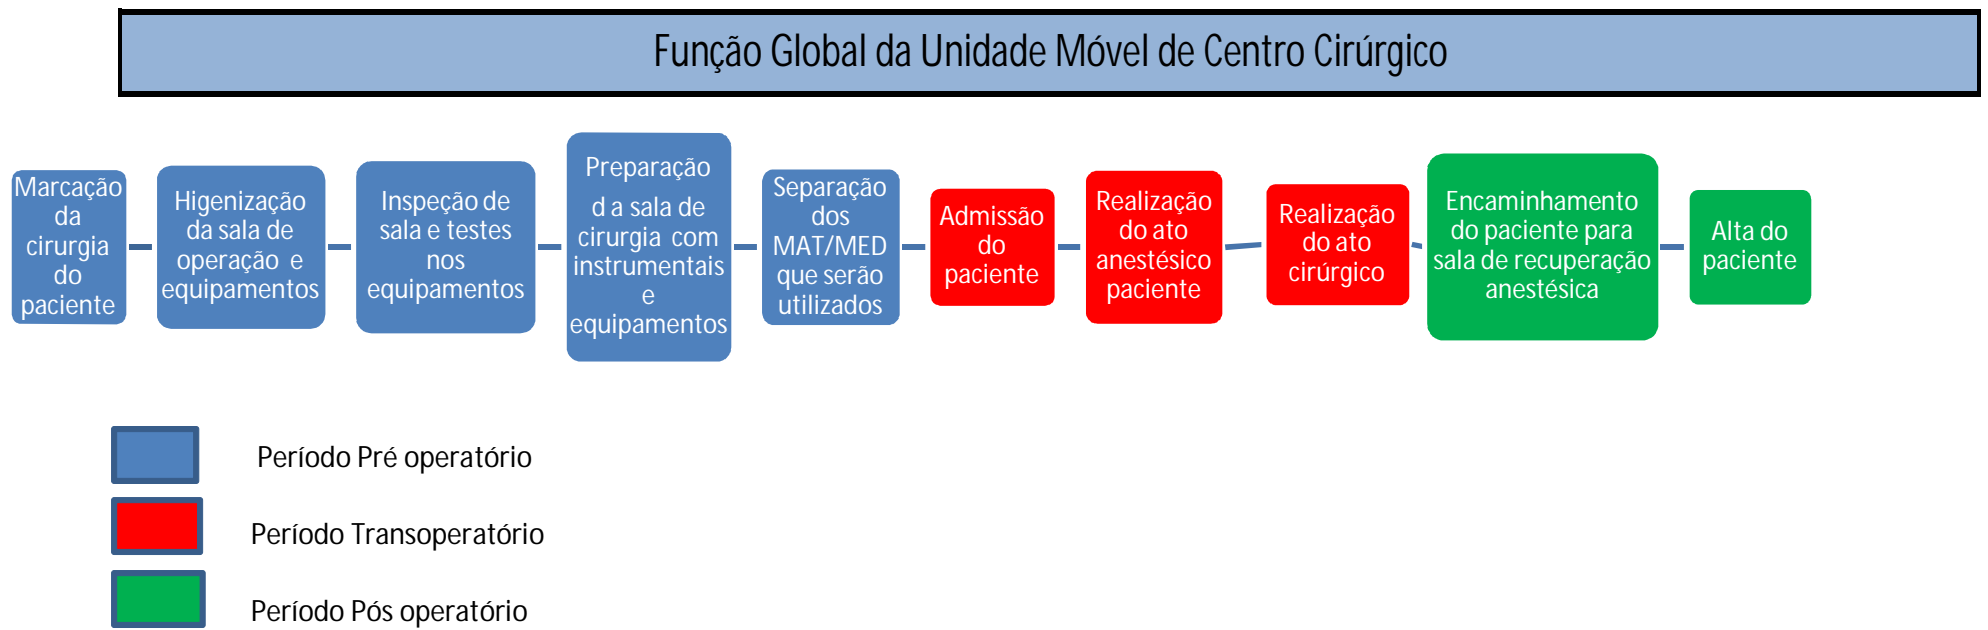 Função Global da Unidade Móvel de Centro Cirúrgico
Marcação
da
cirurgia
do
paciente
Higenização
da sala de
operação e
equipamentos
Inspeção de
sala e testes
nos
equipamentos
Preparação
d a sala de
cirurgia com
instrumentais
e
equipamentos
Separação
dos
MAT/MED
que serão
utilizados
Admissão
do
paciente
Realização
do ato
anestésico
paciente
Realização
do ato
cirúrgico
Encaminhamento
do paciente para
sala de recuperação
anestésica
Alta do
paciente
Período Pré operatório
Período Transoperatório
Período Pós operatório